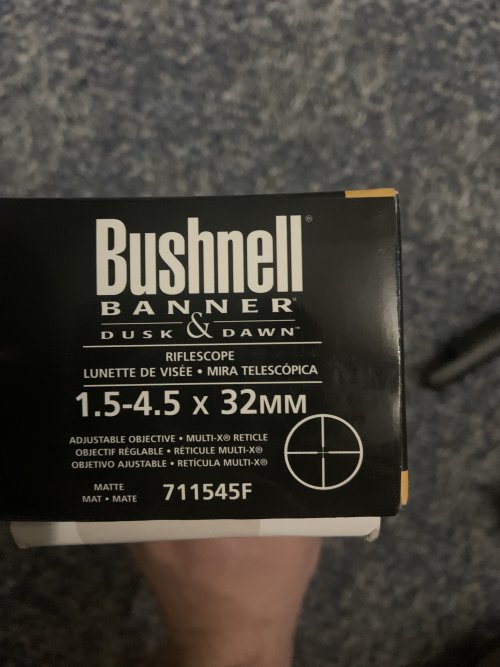 Bushnell®
BANNER®
DUSK & DAWN™
RIFLESCOPE
LUNETTE DE VISÉE • MIRA TELESCÓPICA
1.5-4.5 x 32MM
ADJUSTABLE OBJECTIVE • MULTI-X® RETICLE
OBJECTIF RÉGLABLE • RÉTICULE MULTI-X®
OBJETIVO AJUSTABLE • RETÍCULA MULTI-X®
MATTE
MAT • MATE 711545F